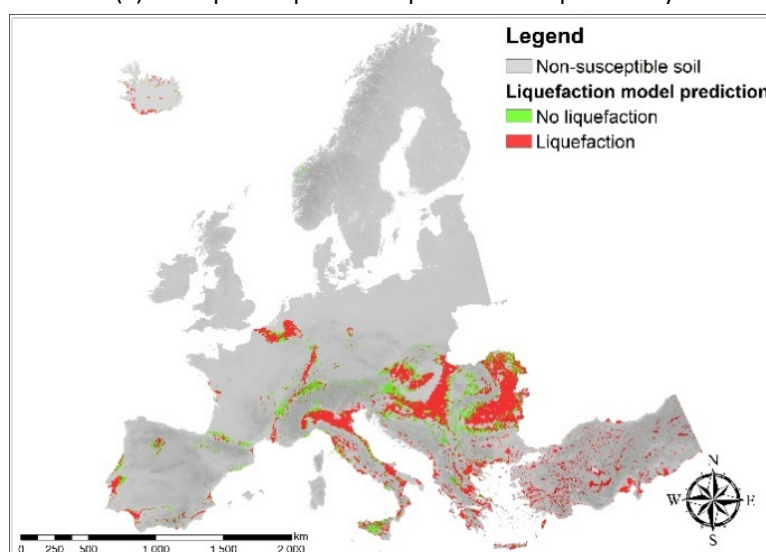 Legend
Non-susceptible soil
Liquefaction model prediction
No liquefaction
Liquefaction
N
W E
S
km
0 250 500 1 000 1 500 2 000